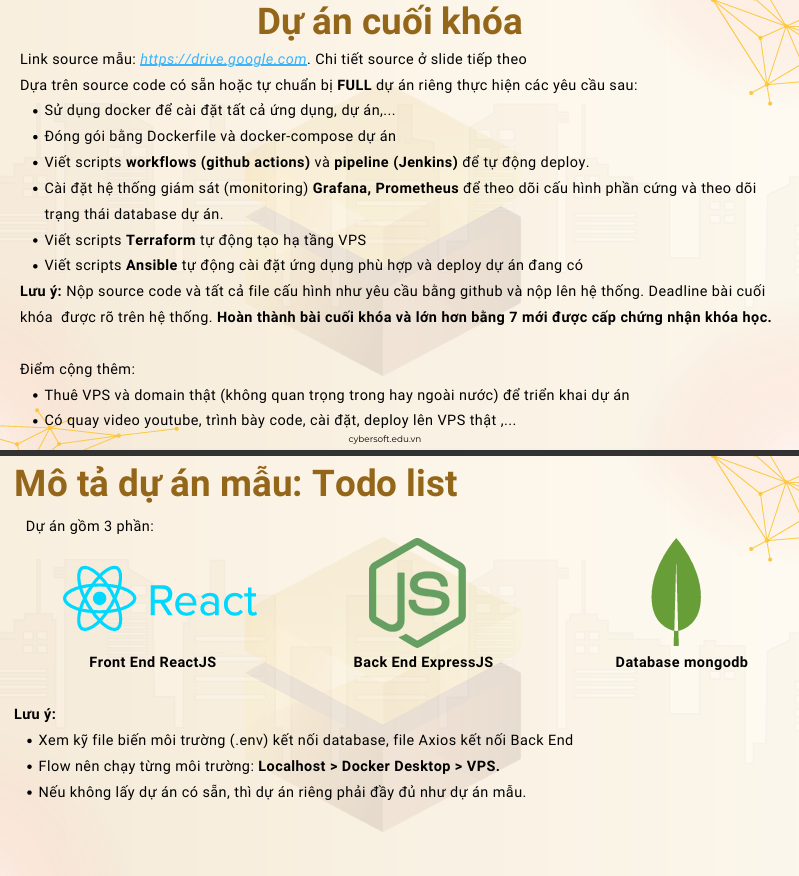 Dự án cuối khóa
Link source mẫu: https://drive.google.com. Chi tiết source ở slide tiếp theo
Dựa trên source code có sẵn hoặc tự chuẩn bị FULL dự án riêng thực hiện các yêu cầu sau:
• Sử dụng docker để cài đặt tất cả ứng dụng, dự án,...
• Đóng gói bằng Dockerfile và docker-compose dự án
• Viết scripts workflows (github actions) và pipeline (Jenkins) để tự động deploy.
• Cài đặt hệ thống giám sát (monitoring) Grafana, Prometheus để theo dõi cấu hình phần cứng và theo dõi
trạng thái database dự án.
• Viết scripts Terraform tự động tạo hạ tầng VPS
• Viết scripts Ansible tự động cài đặt ứng dụng phù hợp và deploy dự án đang có
Lưu ý: Nộp source code và tất cả file cấu hình như yêu cầu bằng github và nộp lên hệ thống. Deadline bài cuối
khóa được rõ trên hệ thống. Hoàn thành bài cuối khóa và lớn hơn bằng 7 mới được cấp chứng nhận khóa học.
Điểm cộng thêm:
• Thuê VPS và domain thật (không quan trọng trong hay ngoài nước) để triển khai dự án
• Có quay video youtube, trình bày code, cài đặt, deploy lên VPS thật ,...
cybersoft.edu.vn
Mô tả dự án mẫu: Todo list
Dự án gồm 3 phần:
React
JS
Front End ReactJS
Back End ExpressJS
Database mongodb
Lưu ý:
• Xem kỹ file biến môi trường (.env) kết nối database, file Axios kết nối Back End
• Flow nên chạy từng môi trường: Localhost > Docker Desktop > VPS.
• Nếu không lấy dự án có sẵn, thì dự án riêng phải đầy đủ như dự án mẫu.